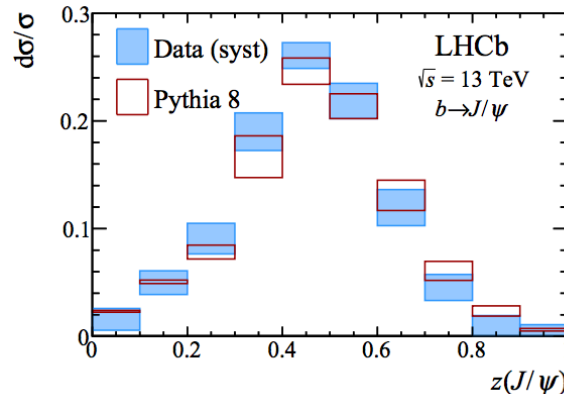 dσ/σ
0.3
0.2
0.1
0
Data (syst)
Pythia 8
LHCb
√s = 13 TeV
b→J/ψ
0 0.2 0.4 0.6 0.8
z(J/ψ)